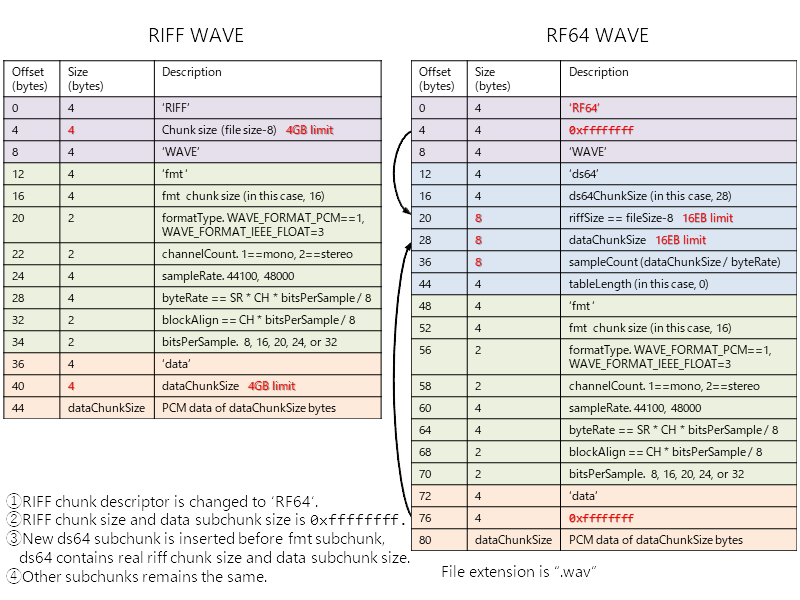 RIFF WAVE
Offset (bytes) Size (bytes) Description
0 4 ‘RIFF’
4 4 Chunk size (file size-8) 4GB limit
8 4 ‘WAVE’
12 4 ‘fmt ’
16 4 fmt chunk size (in this case, 16)
20 2 formatType. WAVE_FORMAT_PCM==1,
WAVE_FORMAT_IEEE_FLOAT=3
22 2 channelCount. 1==mono, 2==stereo
24 4 sampleRate. 44100, 48000
28 4 byteRate == SR * CH * bitsPerSample / 8
32 2 blockAlign == CH * bitsPerSample / 8
34 2 bitsPerSample. 8, 16, 20, 24, or 32
36 4 ‘data’
40 4 dataChunkSize 4GB limit
44 dataChunkSize PCM data of dataChunkSize bytes
①RIFF chunk descriptor is changed to ‘RF64’.
②RIFF chunk size and data subchunk size is 0xffffffff.
③New ds64 subchunk is inserted before fmt subchunk,
ds64 contains real riff chunk size and data subchunk size.
④Other subchunks remains the same.
RF64 WAVE
Offset (bytes) Size (bytes) Description
0 4 ‘RF64’
4 4 0xffffffff
8 4 ‘WAVE’
12 4 ‘ds64’
16 4 ds64ChunkSize (in this case, 28)
20 8 riffSize == fileSize-8 16EB limit
28 8 dataChunkSize 16EB limit
36 8 sampleCount (dataChunkSize / byteRate)
44 4 tableLength (in this case, 0)
48 4 ‘fmt ’
52 4 fmt chunk size (in this case, 16)
56 2 formatType. WAVE_FORMAT_PCM==1,
WAVE_FORMAT_IEEE_FLOAT=3
58 2 channelCount. 1==mono, 2==stereo
60 4 sampleRate. 44100, 48000
64 4 byteRate == SR * CH * bitsPerSample / 8
68 2 blockAlign == CH * bitsPerSample / 8
70 2 bitsPerSample. 8, 16, 20, 24, or 32
72 4 ‘data’
76 4 0xffffffff
80 dataChunkSize PCM data of dataChunkSize bytes
File extension is “.wav”